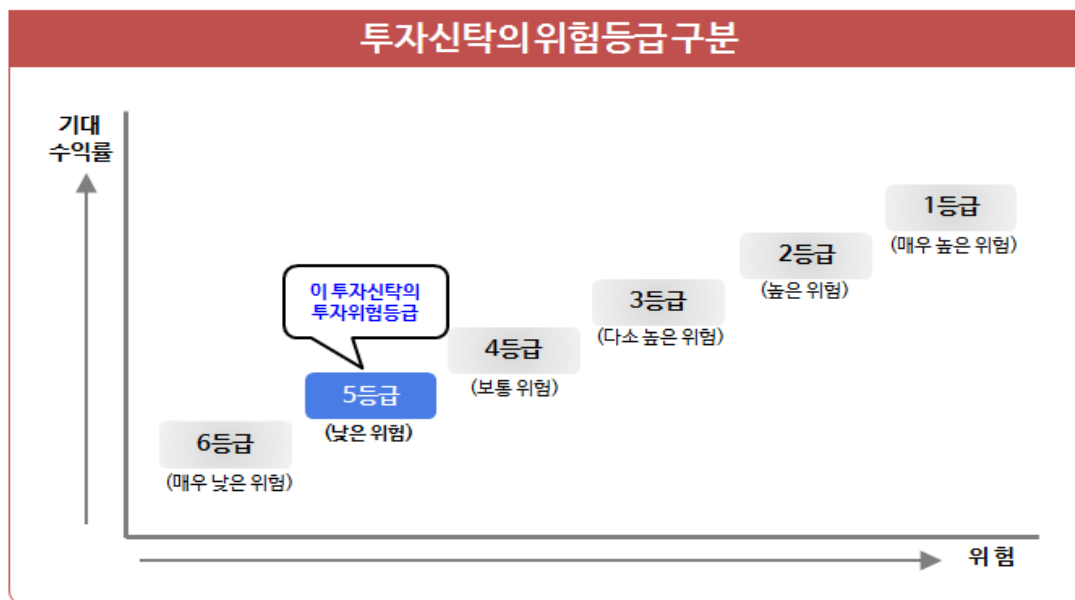 투자신탁의 위험등급 구분
기대
수익률
1등급
(매우 높은 위험)
2등급
(높은 위험)
이 투자신탁의
투자위험등급
3등급
(다소 높은 위험)
4등급
(보통 위험)
5등급
(낮은 위험)
6등급
(매우 낮은 위험)
위 험